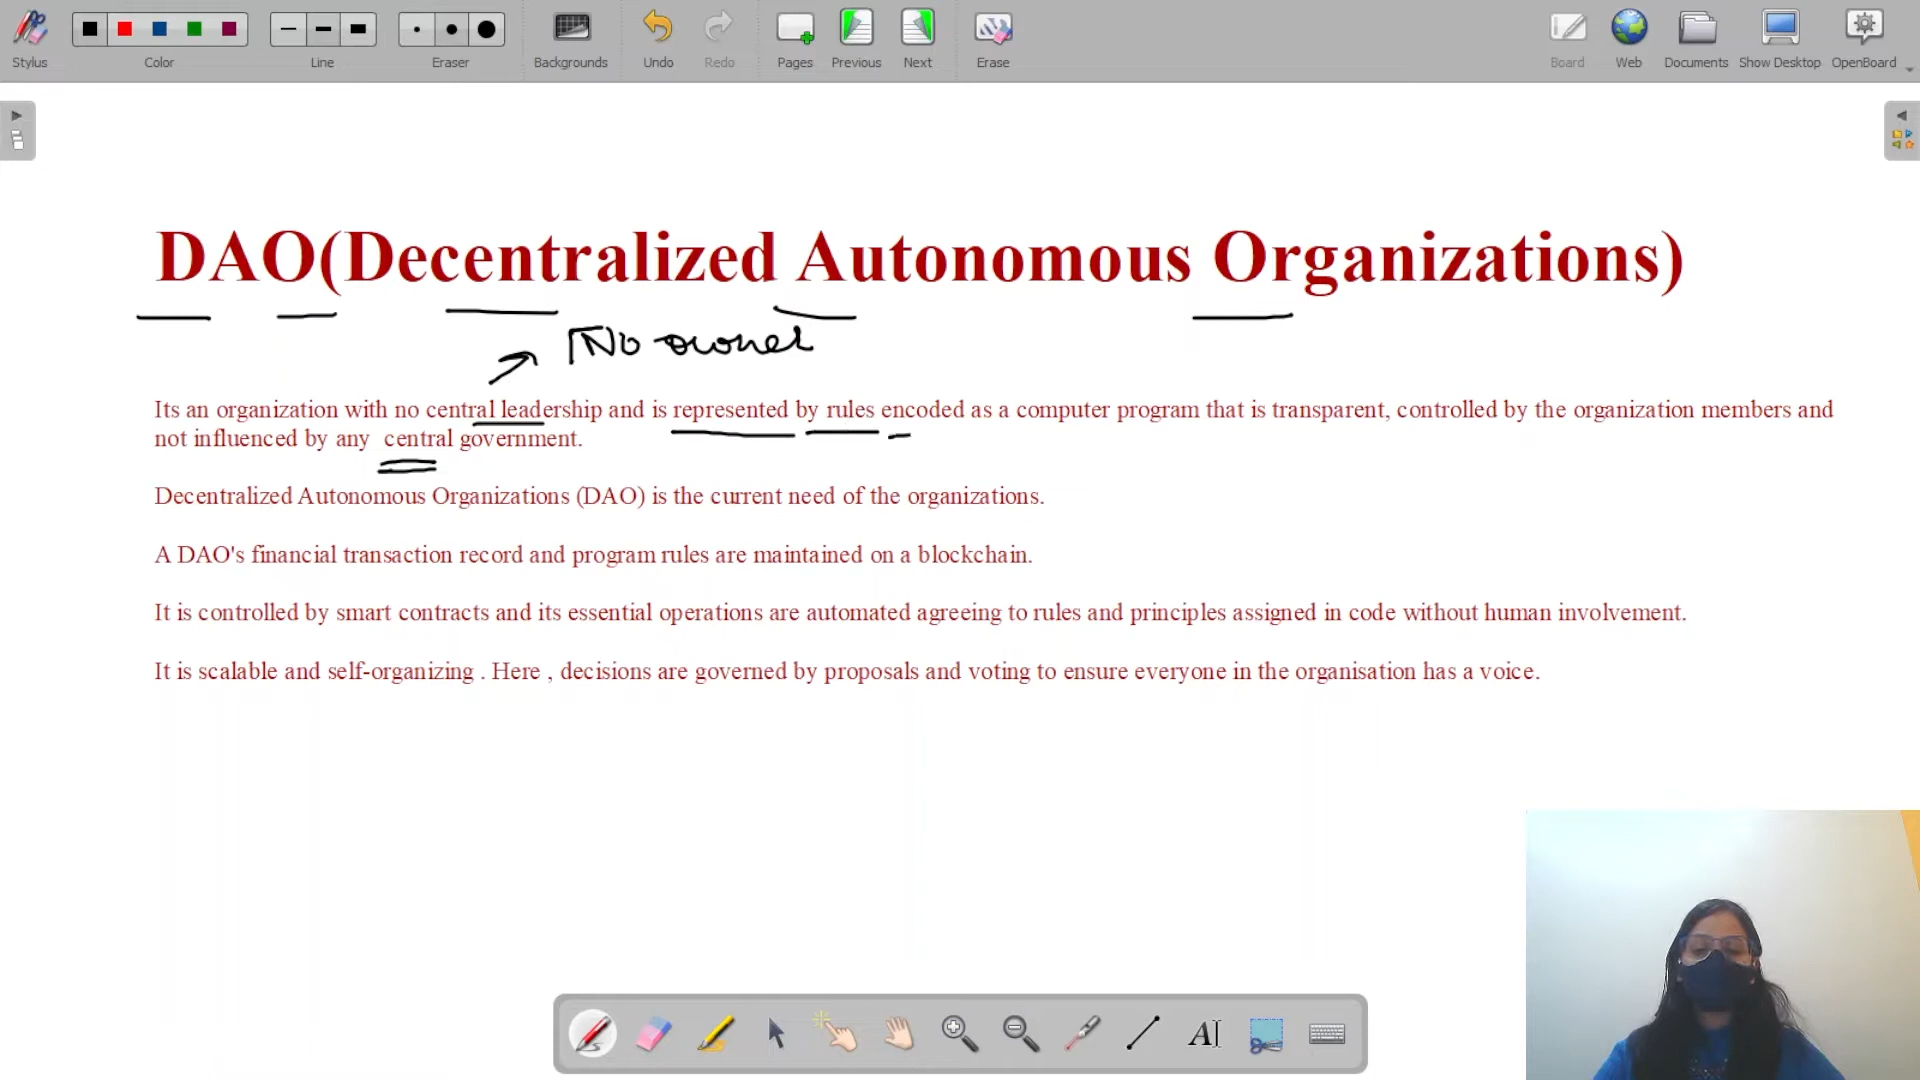 Stylus Color Line Eraser Backgrounds Undo Redo Pages Previous Next Erase Board Web Documents Show Desktop OpenBoard
DAO(Decentralized Autonomous Organizations)
No owner
Its an organization with no central leadership and is represented by rules encoded as a computer program that is transparent, controlled by the organization members and
not influenced by any central government.
Decentralized Autonomous Organizations (DAO) is the current need of the organizations.
A DAO's financial transaction record and program rules are maintained on a blockchain.
It is controlled by smart contracts and its essential operations are automated agreeing to rules and principles assigned in code without human involvement.
It is scalable and self-organizing . Here , decisions are governed by proposals and voting to ensure everyone in the organisation has a voice.
AI